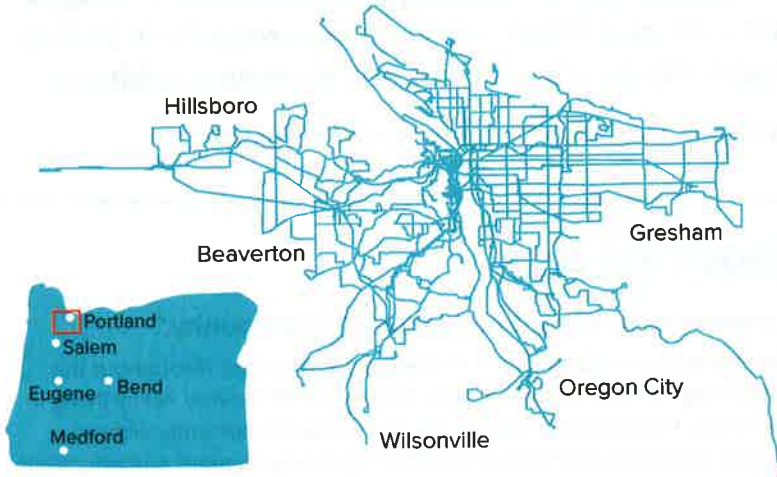 Hillsboro
Beaverton
Gresham
Oregon City
Wilsonville
Portland
Salem
Eugene
Bend
Medford